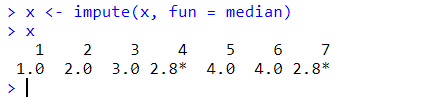 > x <- impute(x, fun = median)
> x
1 2 3 4 5 6 7
1.0 2.0 3.0 2.8* 4.0 4.0 2.8*
>